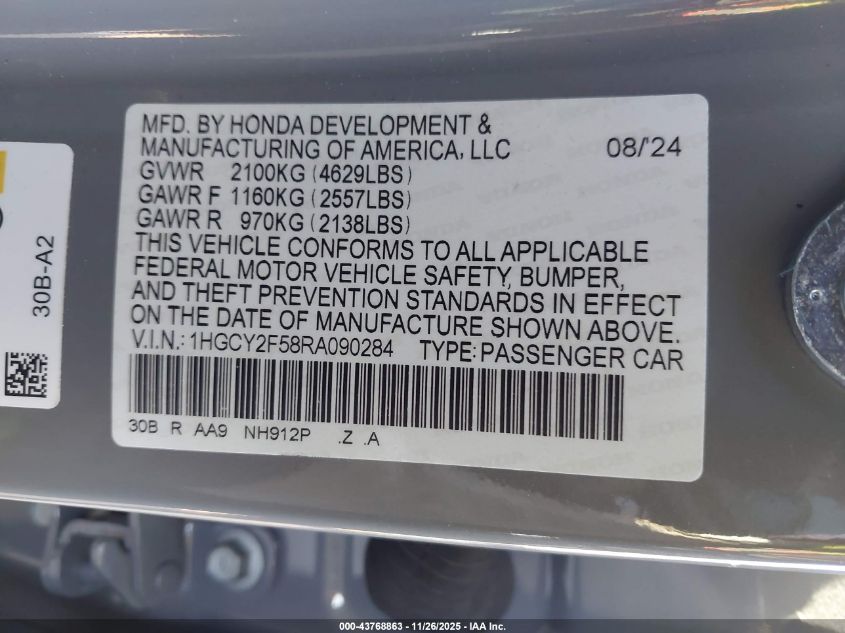 MFD. BY HONDA DEVELOPMENT &
MANUFACTURING OF AMERICA, LLC 08/'24
GVWR 2100KG (4629LBS)
GAWR F 1160KG (2557LBS)
GAWR R 970KG (2138LBS)
THIS VEHICLE CONFORMS TO ALL APPLICABLE
FEDERAL MOTOR VEHICLE SAFETY, BUMPER,
AND THEFT PREVENTION STANDARDS IN EFFECT
ON THE DATE OF MANUFACTURE SHOWN ABOVE.
V.I.N.: 1HGCY2F58RA090284 TYPE: PASSENGER CAR
30B R AA9 NH912P .Z .A
30B-A2
000-43768863 | 11/26/2025 - IAA Inc.